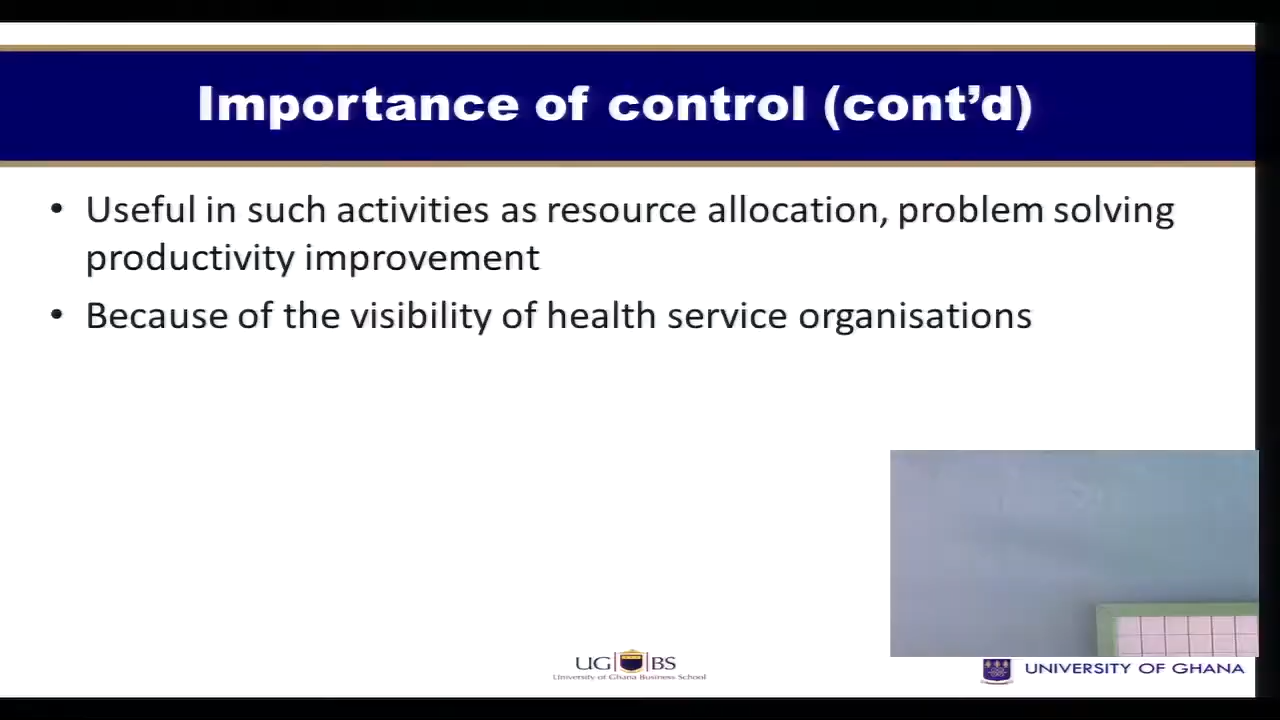 Importance of control (cont’d)
• Useful in such activities as resource allocation, problem solving
productivity improvement
• Because of the visibility of health service organisations
UG BS
University of Ghana Business School
UNIVERSITY OF GHANA